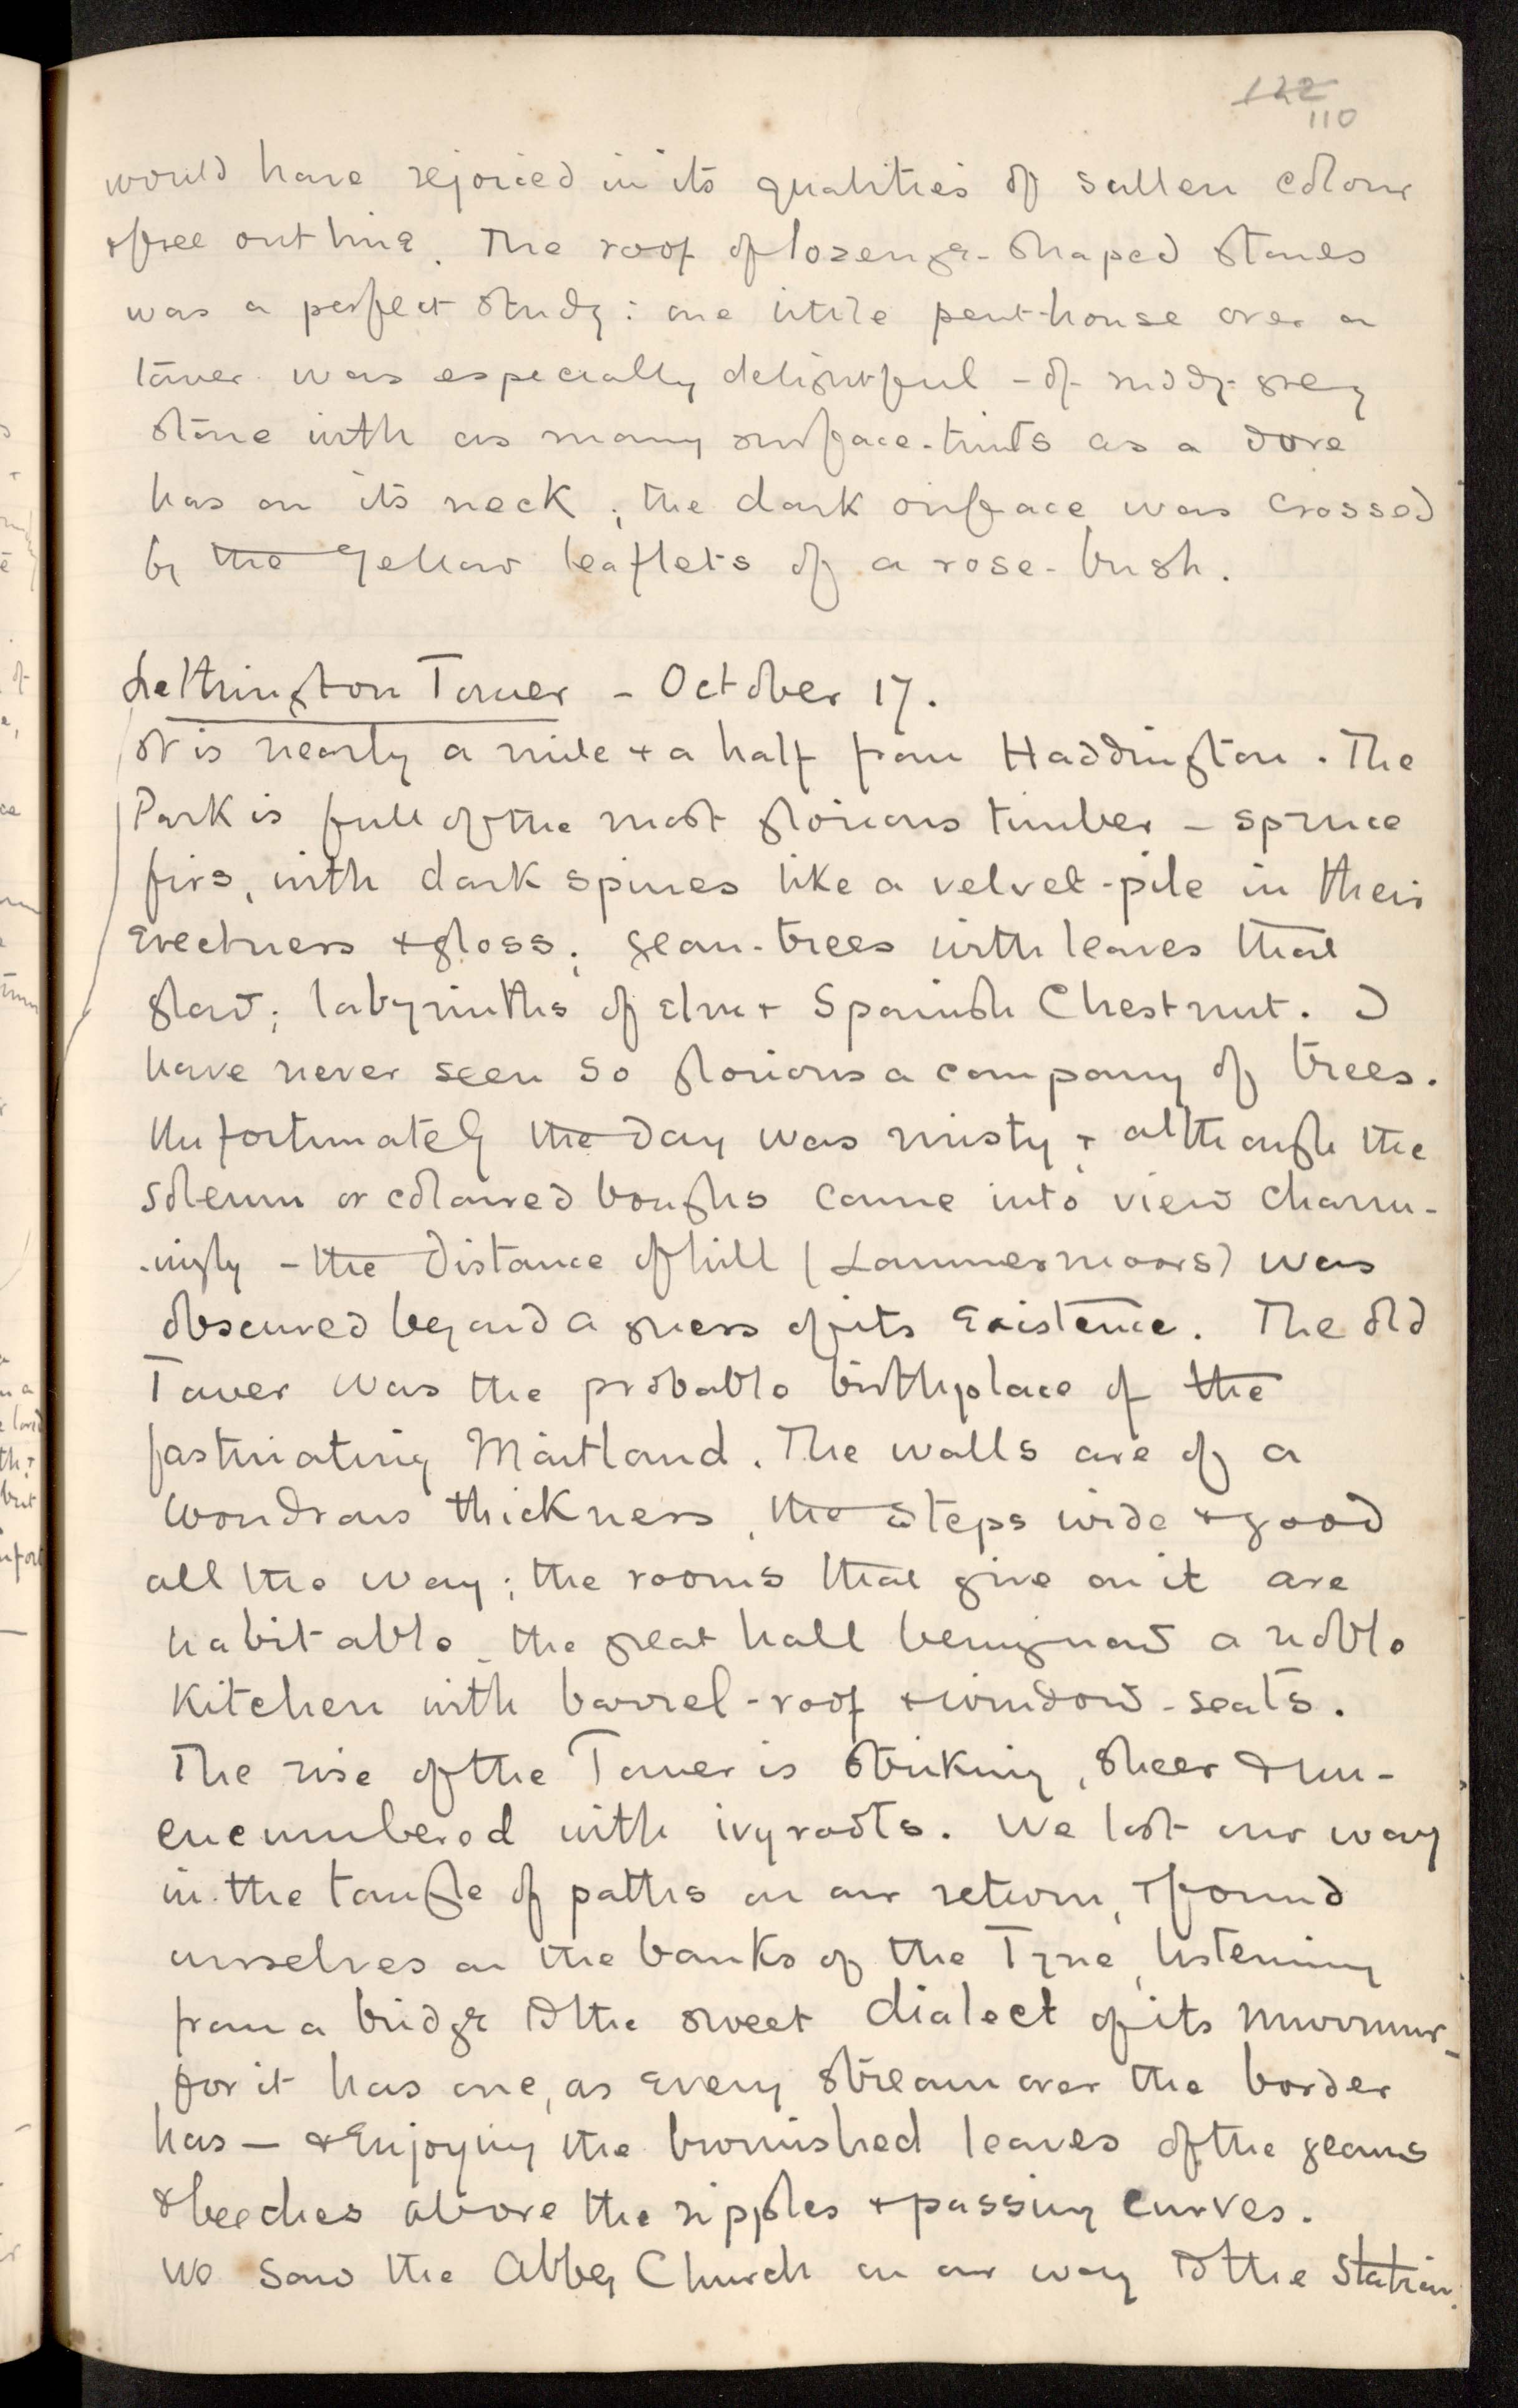 122
110
would have rejoiced in its qualities of sullen colour
& free outline. The roof of lozenge-shaped stones
was a perfect study: one little pent-house over a
tower was especially delightful - of ruddy-grey
stone with as many surface-tints as a dove
has on its neck; the dark surface was crossed
by the yellow leaflets of a rose-bush.
Lethington Tower - October 17.
It is nearly a mile & a half from Haddington. The
Park is full of the most glorious timber - spruce
firs, with dark spines like a velvet-pile in their
erectness & gloss; gean-trees with leaves that
glow; labyrinths of elm & Spanish Chestnut. I
have never seen so glorious a company of trees.
Unfortunately the day was misty & although the
solemn or coloured boughs came into view charm-
-ingly - the distance of hill (Lammermoors) was
obscured beyond a guess of its existence. The old
Tower was the probable birthplace of the
fascinating Maitland. The walls are of a
wondrous thickness, the steps wide & good
all the way; the rooms that give on it are
habitable, the great hall being now a noble
kitchen with barrel-roof & window-seats.
The rise of the Tower is striking, sheer & un-
encumbered with ivy roots. We lost our way
in the tangle of paths on our return, & found
ourselves on the banks of the Tyne, listening
from a bridge to the sweet dialect of its murmur -
for it has one, as every stream over the border
has - & enjoying the burnished leaves of the geans
& beeches above the ripples & passing curves.
We saw the Abbey Church on our way to the Station.